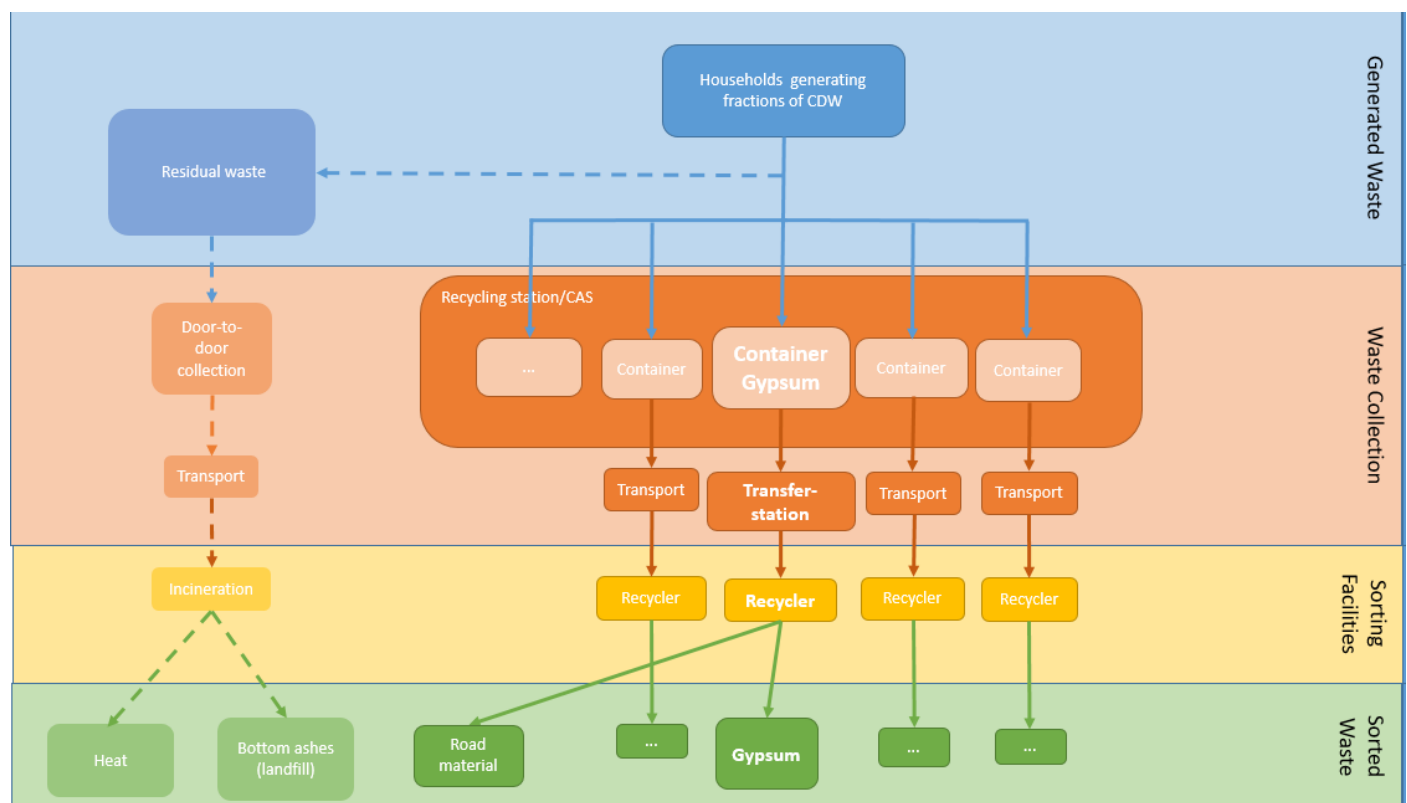 Households generating
fractions of CDW
Generated Waste
Residual waste
Recycling station/CAS
Door-to-
door
collection
...
Container
Container
Gypsum
Container
Container
Waste Collection
Transport
Transport
Transfer-
station
Transport
Transport
Incineration
Recycler
Recycler
Recycler
Recycler
Sorting
Facilities
Heat
Bottom ashes
(landfill)
Road
material
...
Gypsum
...
...
Sorted
Waste